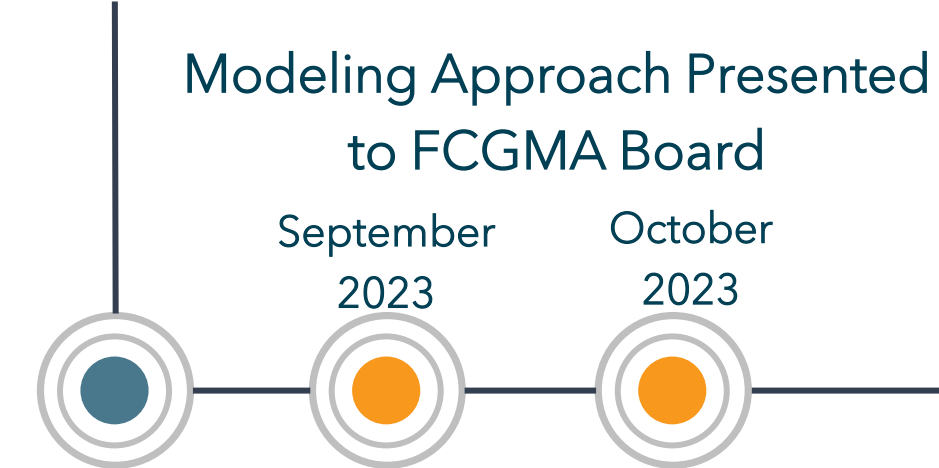 Modeling Approach Presented
to FCGMA Board
September
2023
October
2023